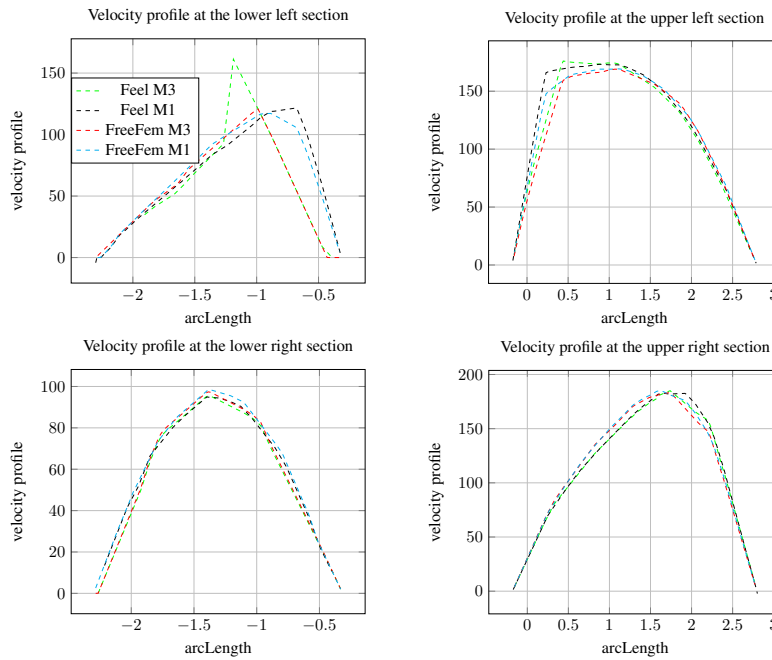 Velocity profile at the lower left section
velocity profile
150
100
50
0
Feel M3
Feel M1
FreeFem M3
FreeFem M1
−2 −1.5 −1 −0.5
arcLength
Velocity profile at the upper left section
velocity profile
150
100
50
0
0 0.5 1 1.5 2 2.5 3
arcLength
Velocity profile at the lower right section
velocity profile
100
80
60
40
20
0
−2 −1.5 −1 −0.5
arcLength
Velocity profile at the upper right section
velocity profile
200
150
100
50
0
0 0.5 1 1.5 2 2.5 3
arcLength